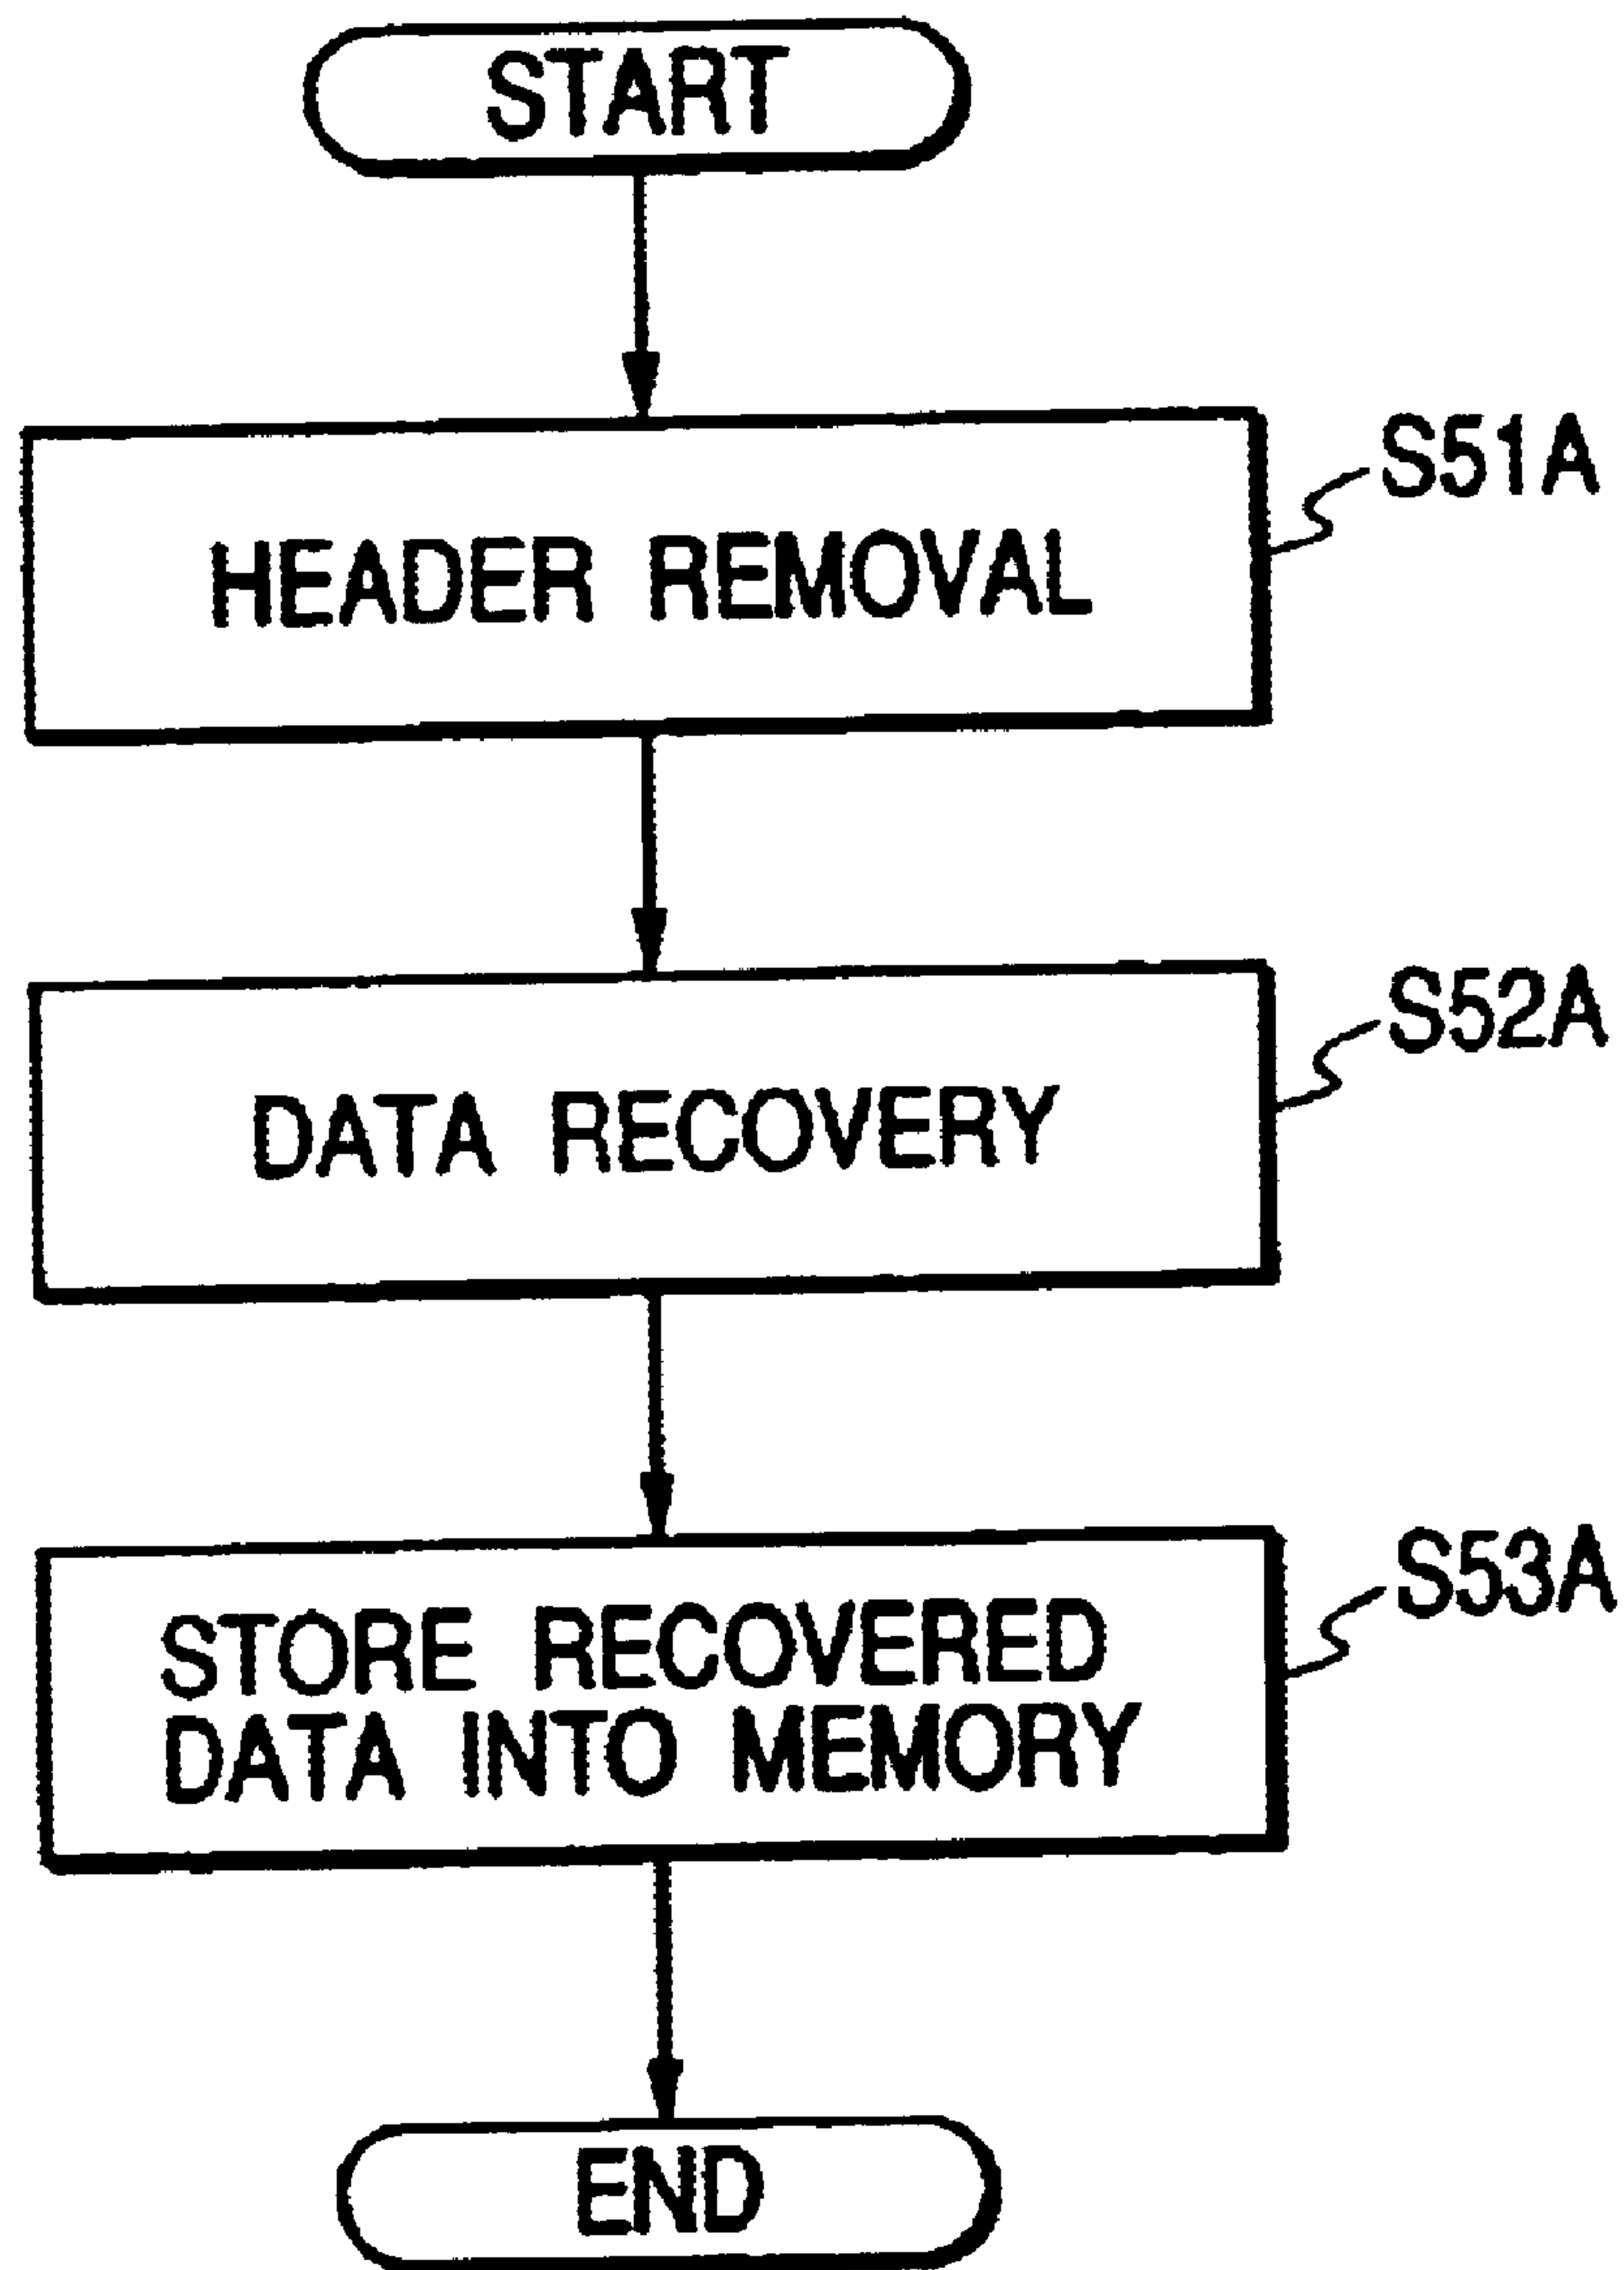 START
S51A
HEADER REMOVAL
S52A
DATA RECOVERY
S53A
STORE RECOVERED
DATA INTO MEMORY
END